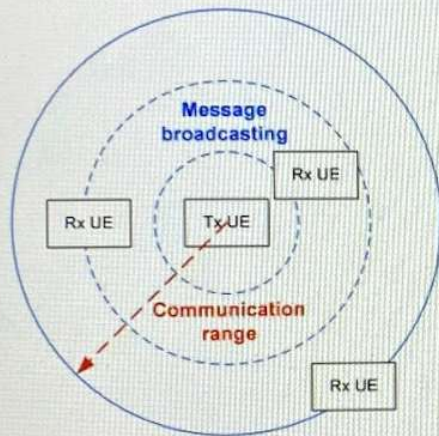 Message
broadcasting
Rx UE
Rx UE
Tx UE
Communication
range
Rx UE